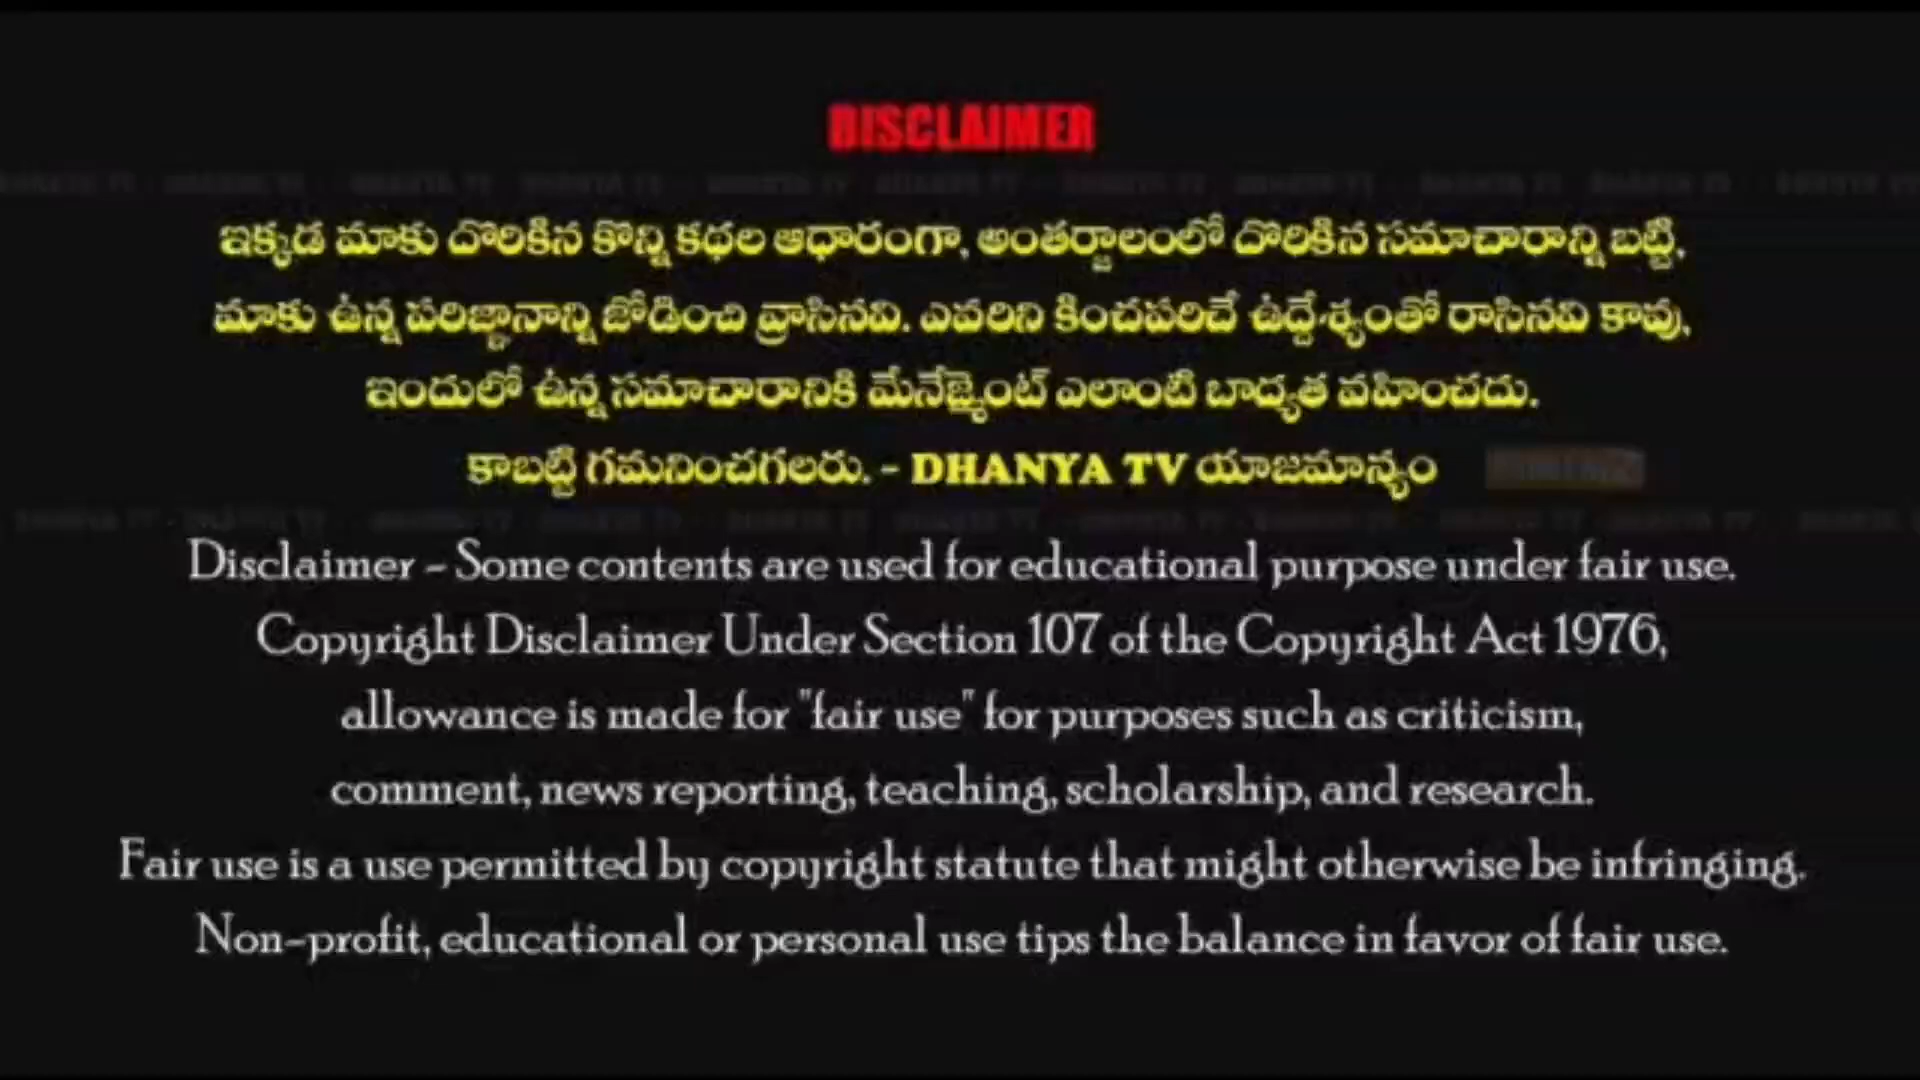 DISCLAIMER
ఇక్కడ మాకు దొరికిన కొన్ని కథల ఆధారంగా, అంతర్జాలంలో దొరికిన సమాచారాన్ని బట్టి,
మాకు ఉన్న పరిజ్ఞానాన్ని జోడించి వ్రాసినవి. ఎవరిని కించపరిచే ఉద్దేశ్యంతో రాసినవి కావు,
ఇందులో ఉన్న సమాచారానికి మేనేజ్మెంట్ ఎలాంటి బాద్యత వహించదు.
కాబట్టి గమనించగలరు. - DHANYA TV యాజమాన్యం
Disclaimer - Some contents are used for educational purpose under fair use.
Copyright Disclaimer Under Section 107 of the Copyright Act 1976,
allowance is made for "fair use" for purposes such as criticism,
comment, news reporting, teaching, scholarship, and research.
Fair use is a use permitted by copyright statute that might otherwise be infringing.
Non-profit, educational or personal use tips the balance in favor of fair use.